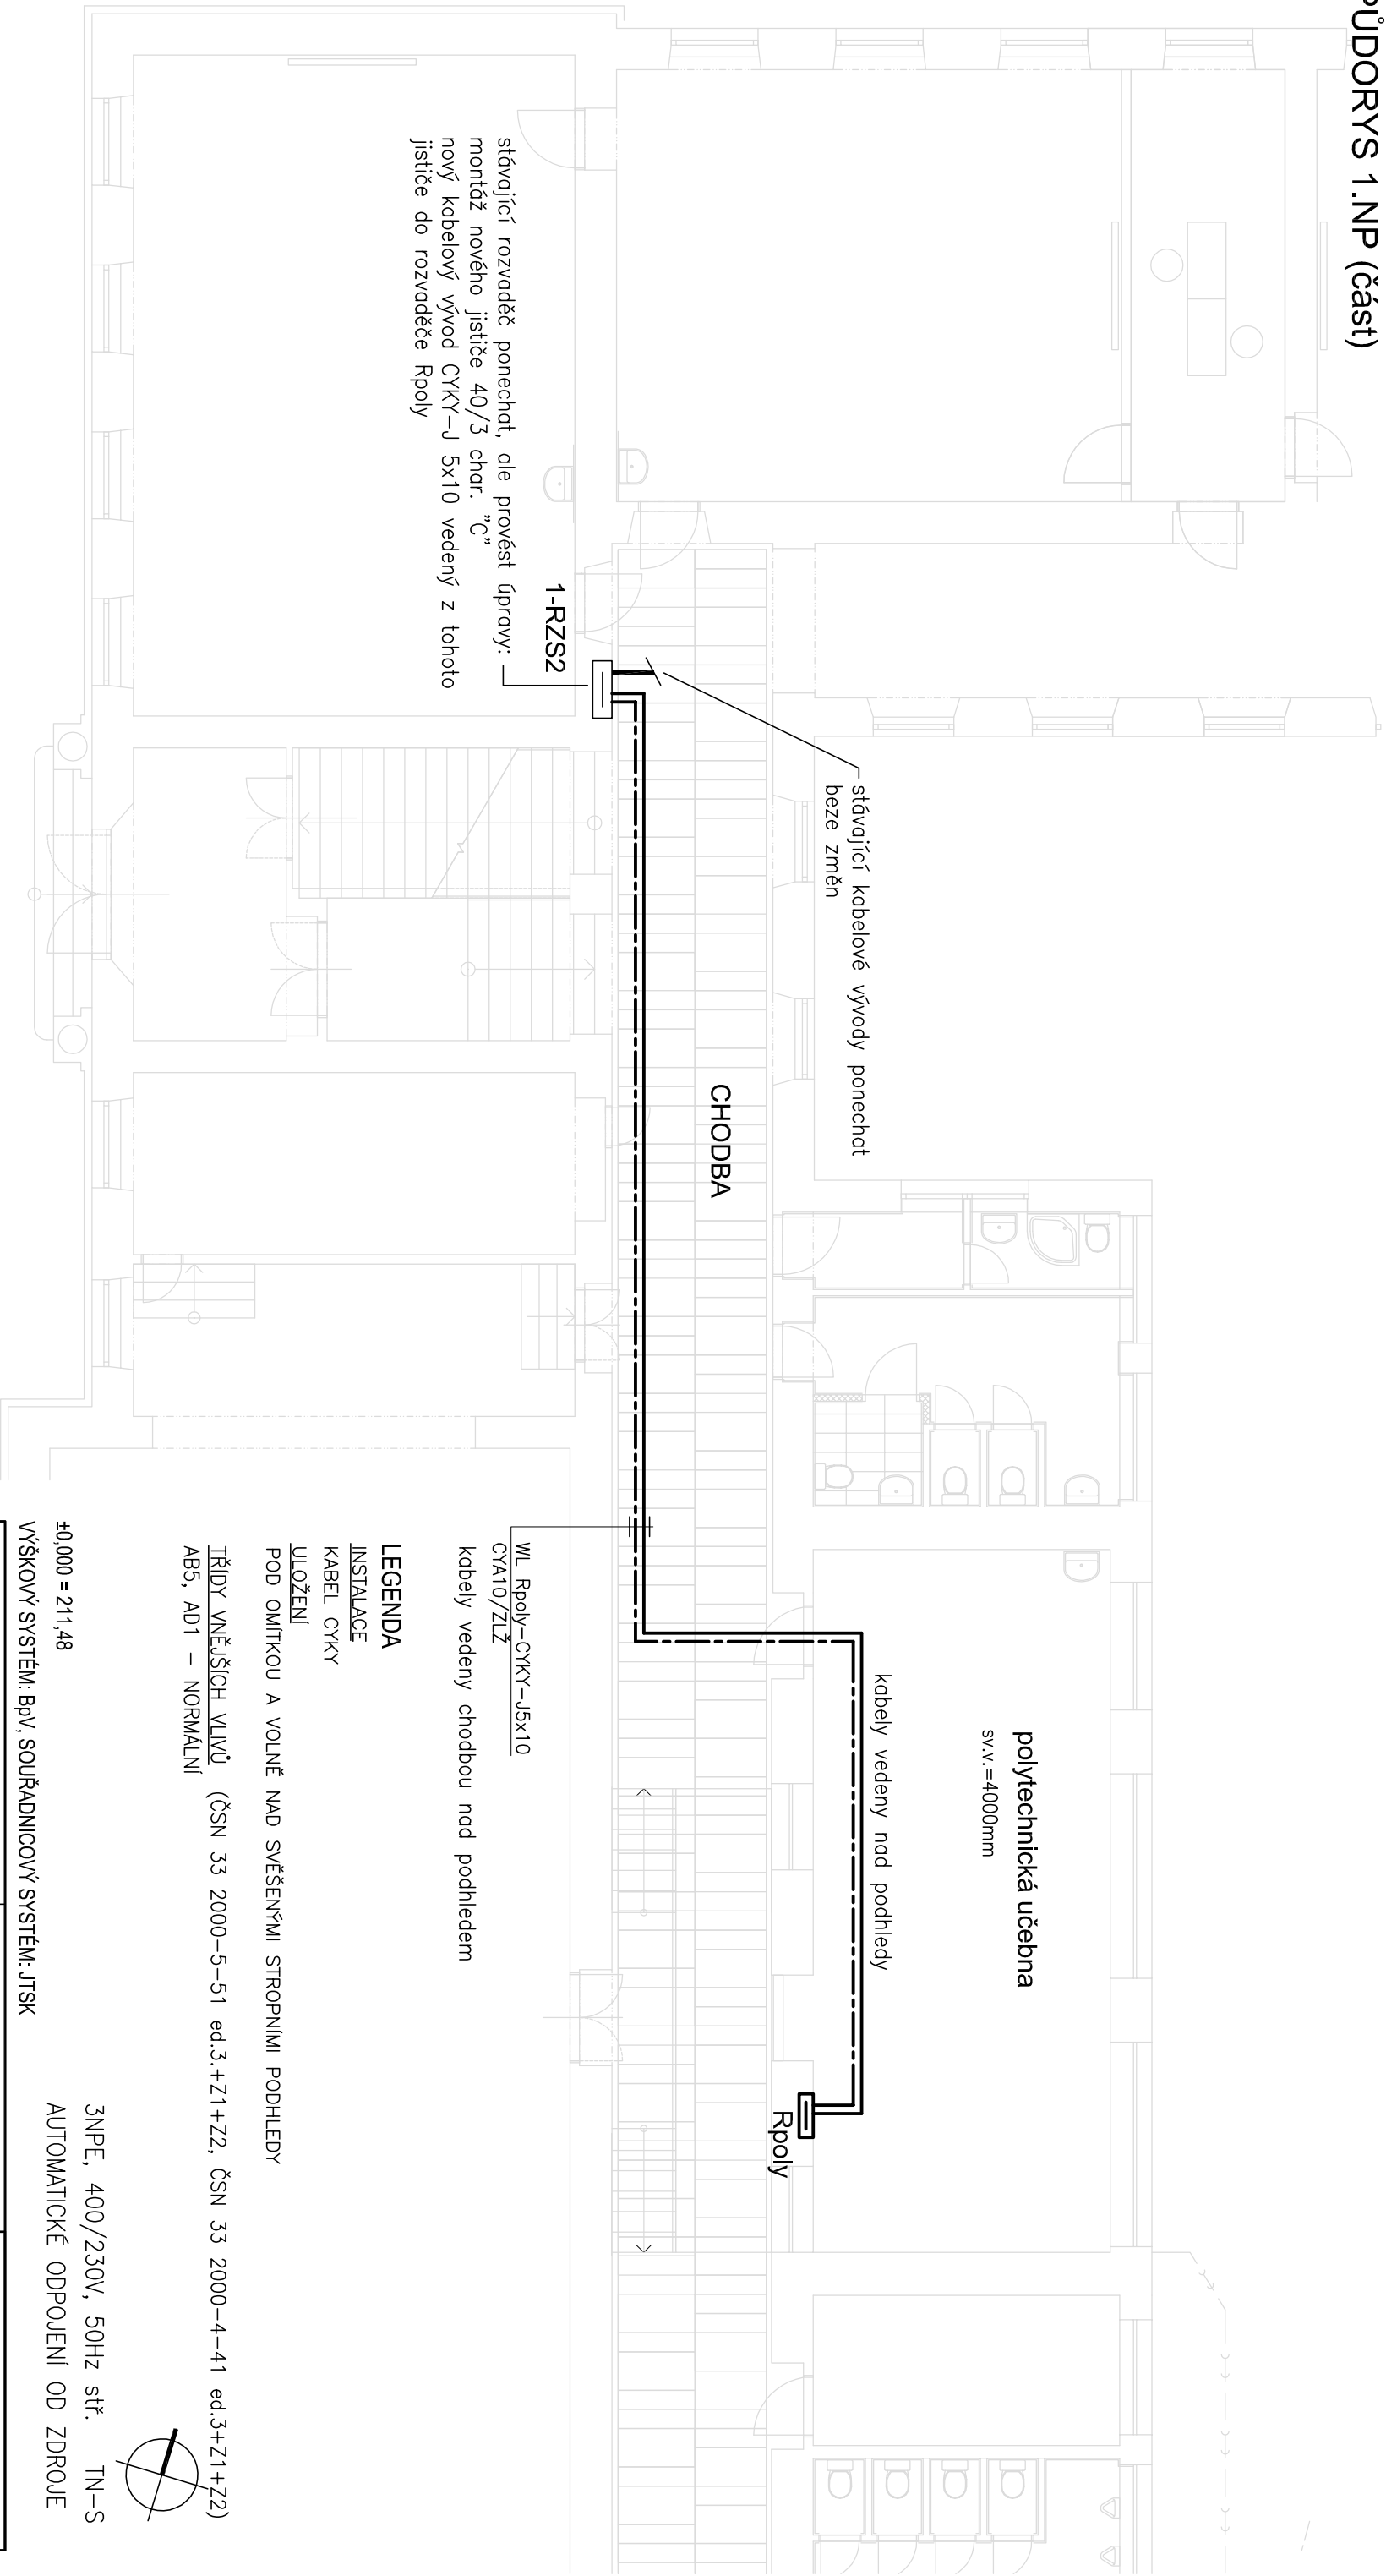 PŮDORYS 1.NP (část)
stávající kabelové vývody ponechat
beze změn
polytechnická učebna
sv.v.=4000mm
kabely vedeny nad podhledy
Rpoly
CHODBA
1-RZS2
stávající rozvaděč ponechat, ale provést úpravy:
montáž nového jističe 40/3 char. "C"
nový kabelový vývod CYKY-J 5x10 vedený z tohoto
jističe do rozvaděče Rpoly
WL Rpoly-CYKY-J5x10
CYA10/ZLŽ
kabely vedeny chodbou nad podhledem
LEGENDA
INSTALACE
KABEL CYKY
ULOŽENÍ
POD OMÍTKOU A VOLNĚ NAD SVĚŠENÝMI STROPNÍMI PODHLEDY
TŘÍDY VNĚJŠÍCH VLIVŮ (ČSN 33 2000-5-51 ed.3.+Z1+Z2, ČSN 33 2000-4-41 ed.3+Z1+Z2)
AB5, AD1 - NORMÁLNÍ
3NPE, 400/230V, 50Hz stř. TN-S
AUTOMATICKÉ ODPOJENÍ OD ZDROJE
±0,000 = 211,48
VÝŠKOVÝ SYSTÉM: BpV, SOUŘADNICOVÝ SYSTÉM: JTSK